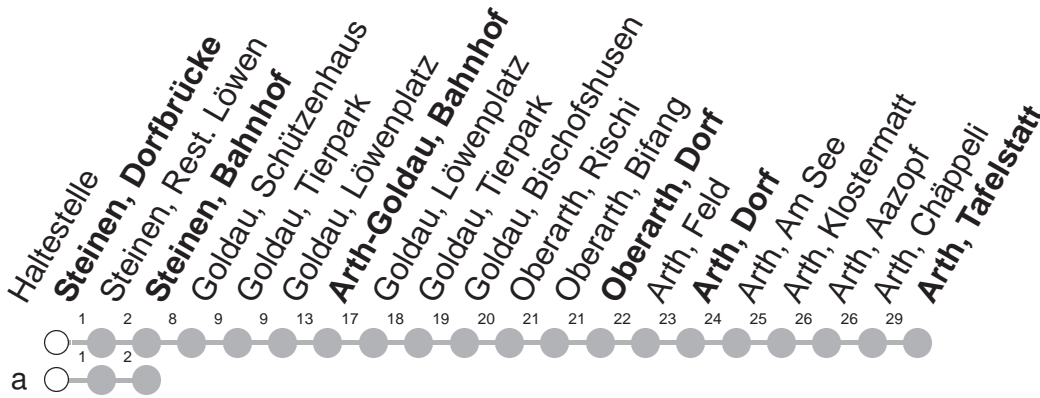 Haltestelle
Steinen, Dorfbrücke
Steinen, Rest. Löwen
Steinen, Bahnhof
Goldau, Schützenhaus
Goldau, Tierpark
Goldau, Löwenplatz
Arth-Goldau, Bahnhof
Goldau, Löwenplatz
Goldau, Tierpark
Goldau, Bischofshusen
Oberarth, Rischi
Oberarth, Bifang
Oberarth, Dorf
Arth, Feld
Arth, Dorf
Arth, Am See
Arth, Klostermatt
Arth, Aazopf
Arth, Chäppeli
Arth, Tafelstatt
1 2 8 9 9 13 17 18 19 20 21 21 22 23 24 25 26 26 29
1 2
a